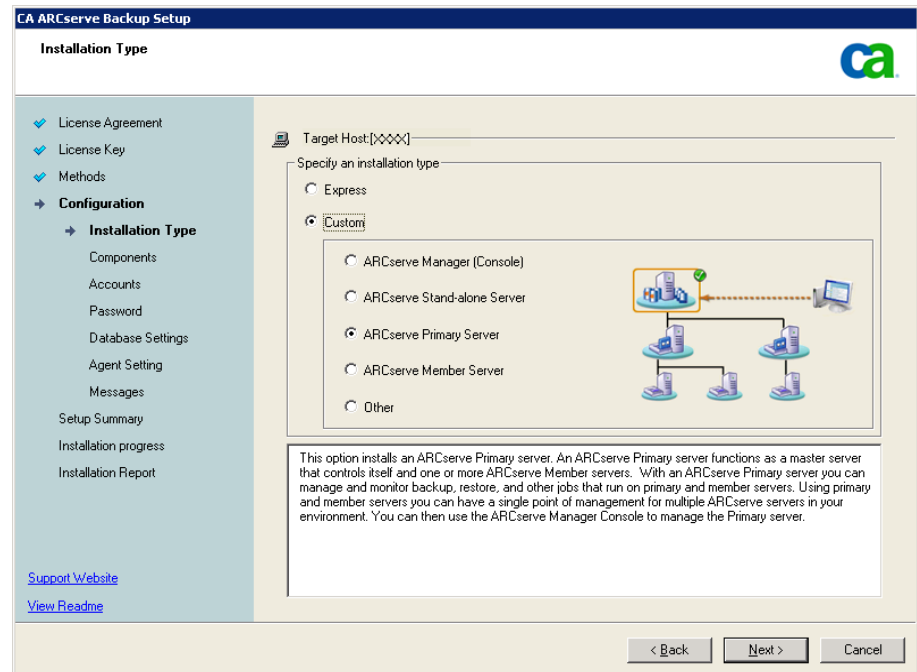 CA ARCserve Backup Setup
Installation Type
ca
License Agreement
License Key
Methods
Configuration
Installation Type
Components
Accounts
Password
Database Settings
Agent Setting
Messages
Setup Summary
Installation progress
Installation Report
Support Website
View Readme
Target Host:[XXXX]
Specify an installation type
Express
Custom
ARCserve Manager (Console)
ARCserve Stand-alone Server
ARCserve Primary Server
ARCserve Member Server
Other
This option installs an ARCserve Primary server. An ARCserve Primary server functions as a master server
that controls itself and one or more ARCserve Member servers.  With an ARCserve Primary server you can
manage and monitor backup, restore, and other jobs that run on primary and member servers. Using primary
and member servers you can have a single point of management for multiple ARCserve servers in your
environment. You can then use the ARCserve Manager Console to manage the Primary server.
< Back
Next >
Cancel